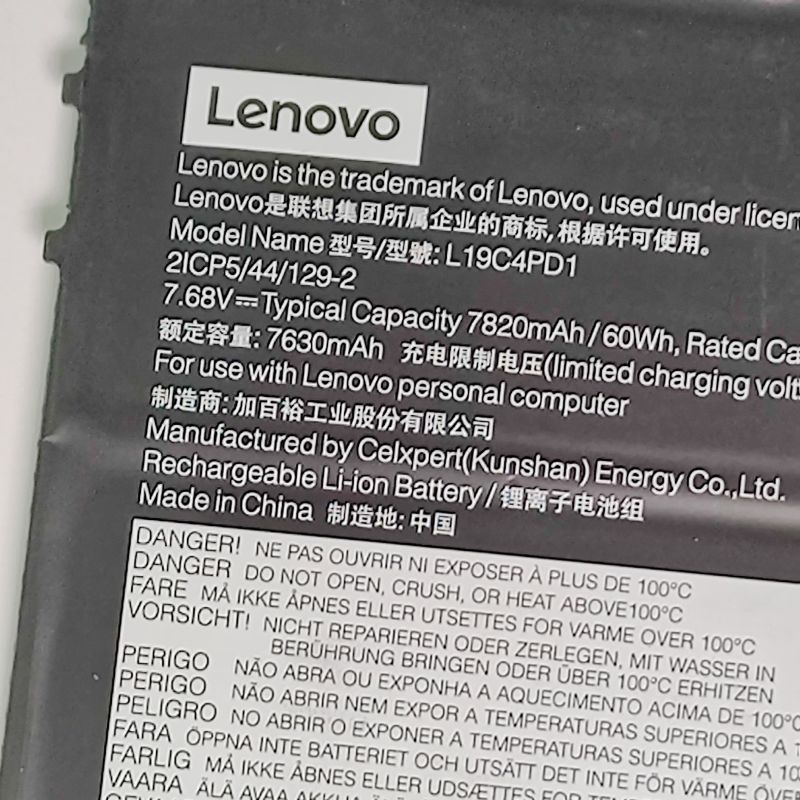 Lenovo
Lenovo is the trademark of Lenovo, used under
Lenovo是联想集团所属企业的商标,根据许可使用。
Model Name 型号/型號: L19C4PD1
2ICP5/44/129-2
7.68V⎓Typical Capacity 7820mAh/60Wh, Rated
额定容量: 7630mAh 充电限制电压(limited charging
For use with Lenovo personal computer
制造商: 加百裕工业股份有限公司
Manufactured by Celxpert(Kunshan) Energy Co.,Ltd.
Rechargeable Li-ion Battery/锂离子电池组
Made in China 制造地: 中国
DANGER! NE PAS OUVRIR NI EXPOSER À PLUS DE 100°C
DANGER DO NOT OPEN, CRUSH, OR HEAT ABOVE100°C
FARE MÅ IKKE ÅPNES ELLER UTSETTES FOR VARME OVER 100°C
VORSICHT! NICHT REPARIEREN ODER ZERLEGEN, MIT WASSER IN
BERÜHRUNG BRINGEN ODER ÜBER 100°C ERHITZEN
PERIGO NÃO ABRA OU EXPONHA A AQUECIMENTO ACIMA DE 100°C
PERIGO NÃO ABRIR NEM EXPOR A TEMPERATURAS SUPERIORES A
PELIGRO NO ABRIR O EXPONER A TEMPERATURAS SUPERIORES A
FARA ÖPPNA INTE BATTERIET OCH UTSÄTT DET INTE FÖR VÄRME
FARLIG MÅ IKKE ÅBNES ELLER UDSÆTTES FOR
VAARA ÄLÄ AVAA